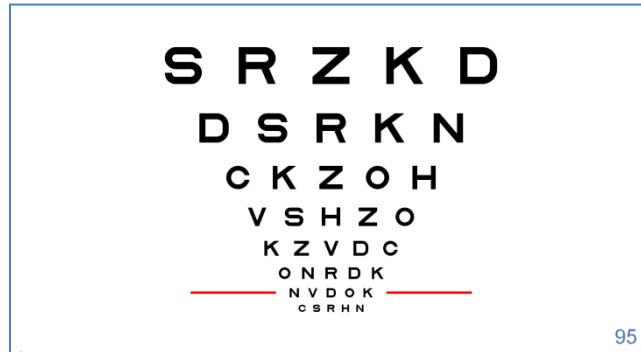 S R Z K D
D S R K N
C K Z O H
V S H Z O
K Z V D C
O N R D K
N V D O K
C S R H N
95